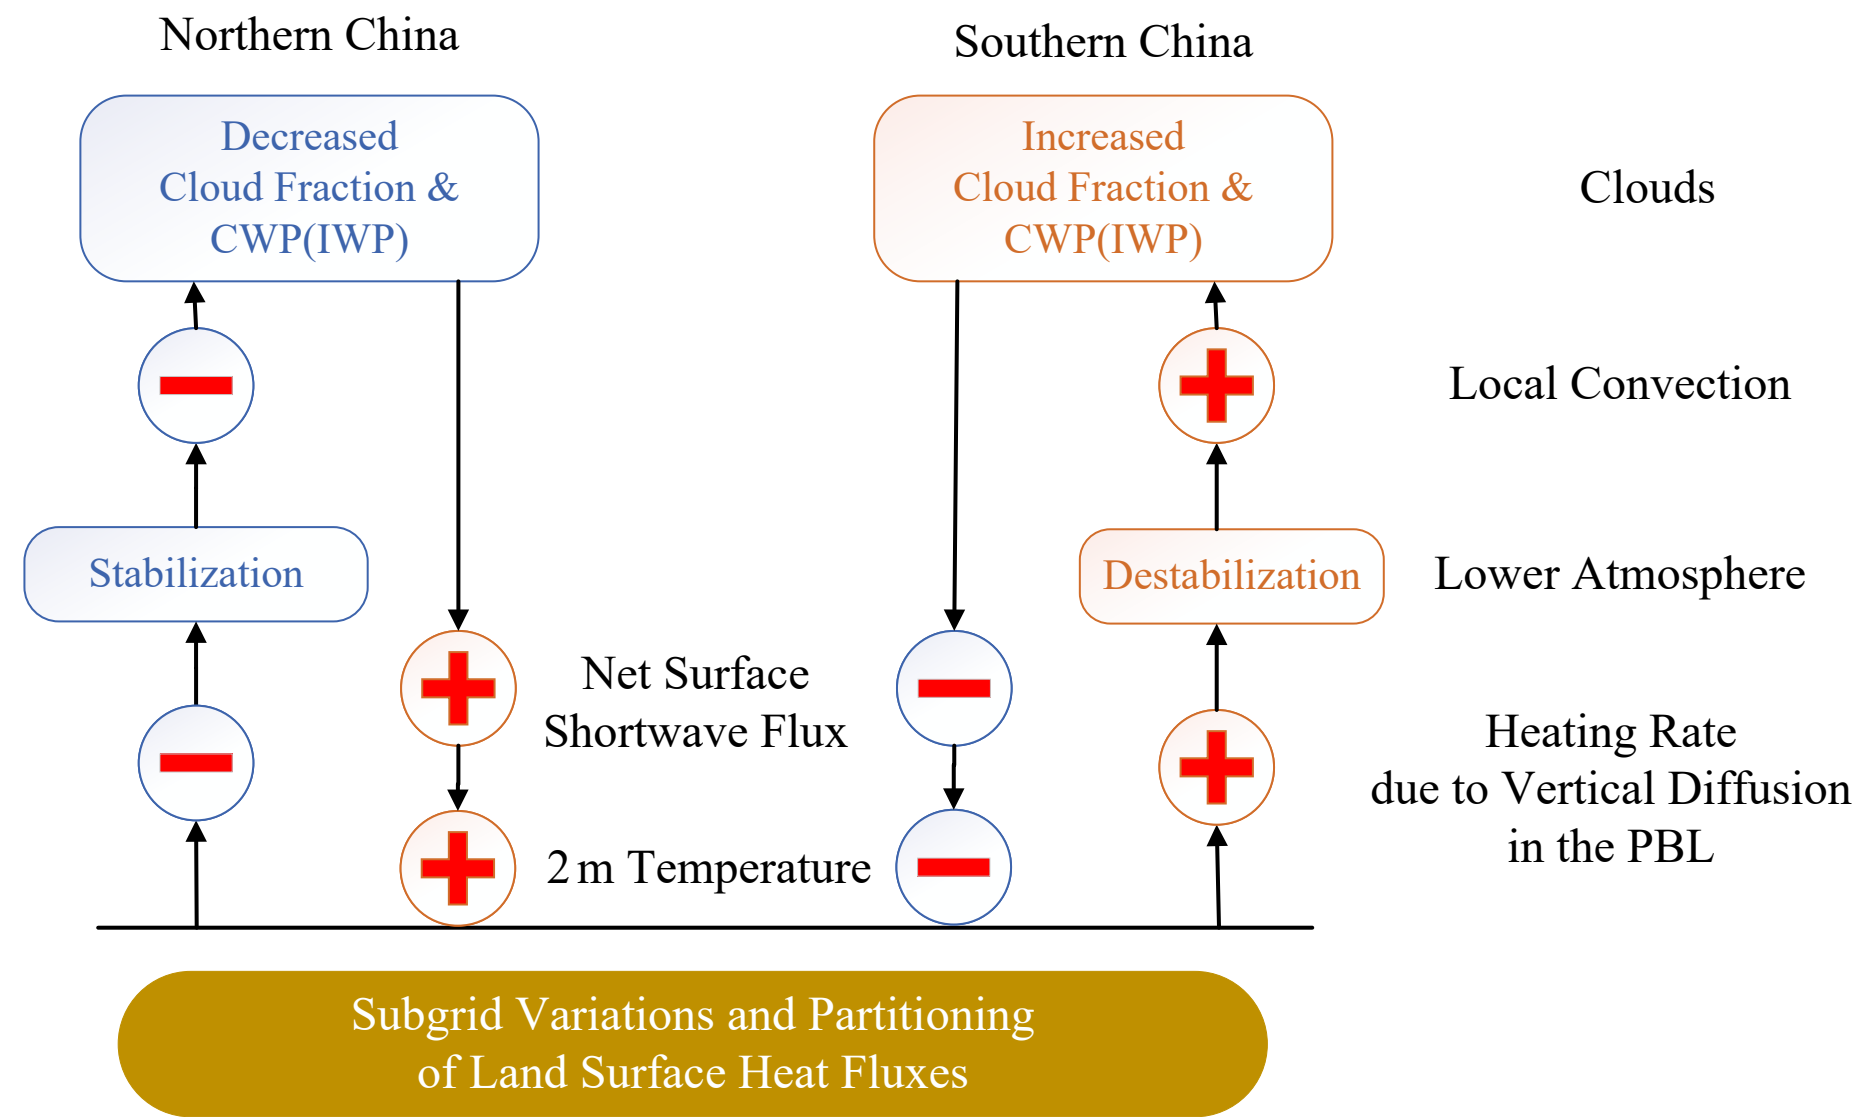 Northern China
Southern China
Decreased
Cloud Fraction &
CWP(IWP)
Increased
Cloud Fraction &
CWP(IWP)
Clouds
Local Convection
Stabilization
Destabilization
Lower Atmosphere
Net Surface
Shortwave Flux
Heating Rate
due to Vertical Diffusion
in the PBL
2 m Temperature
Subgrid Variations and Partitioning
of Land Surface Heat Fluxes